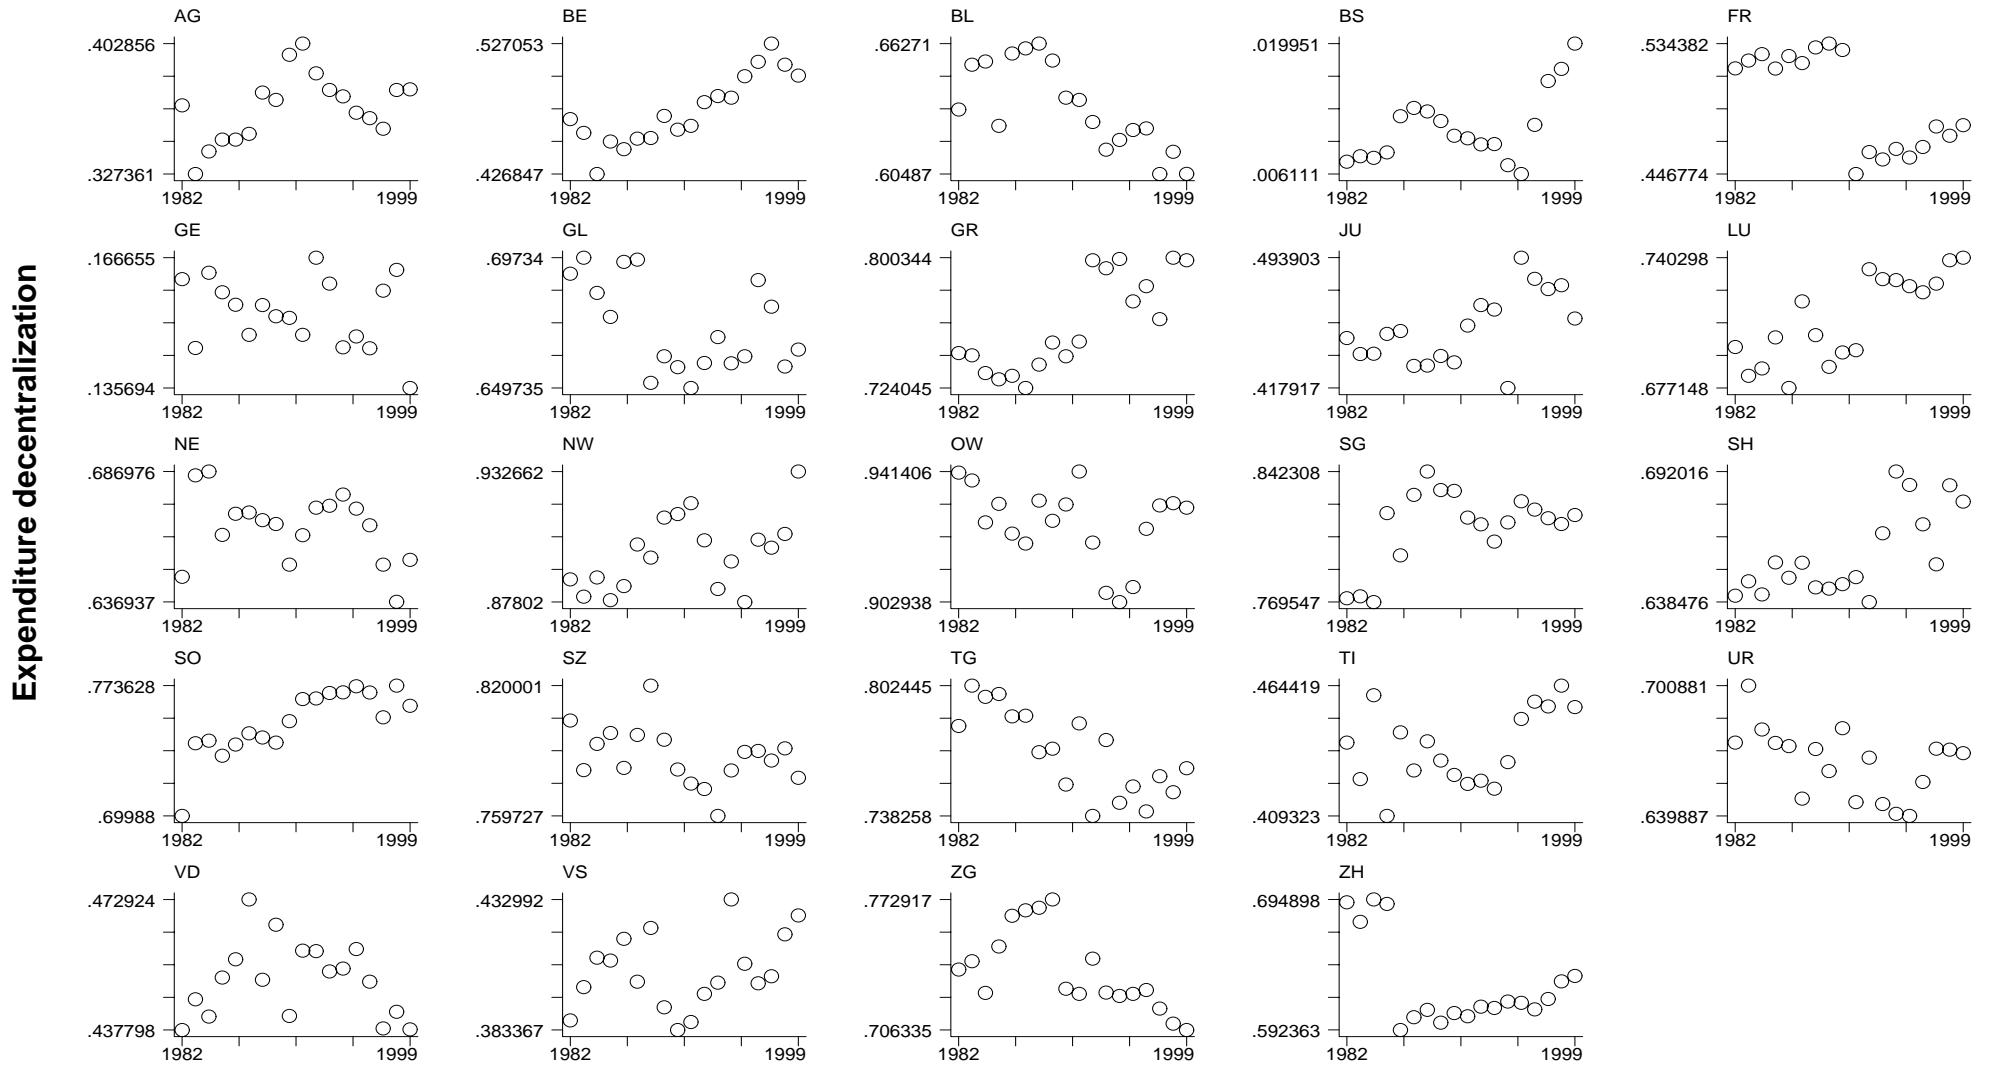 Expenditure decentralization
AG
.402856
.327361
1982 1999
BE
.527053
.426847
1982 1999
BL
.66271
.60487
1982 1999
BS
.019951
.006111
1982 1999
FR
.534382
.446774
1982 1999
GE
.166655
.135694
1982 1999
GL
.69734
.649735
1982 1999
GR
.800344
.724045
1982 1999
JU
.493903
.417917
1982 1999
LU
.740298
.677148
1982 1999
NE
.686976
.636937
1982 1999
NW
.932662
.87802
1982 1999
OW
.941406
.902938
1982 1999
SG
.842308
.769547
1982 1999
SH
.692016
.638476
1982 1999
SO
.773628
.69988
1982 1999
SZ
.820001
.759727
1982 1999
TG
.802445
.738258
1982 1999
TI
.464419
.409323
1982 1999
UR
.700881
.639887
1982 1999
VD
.472924
.437798
1982 1999
VS
.432992
.383367
1982 1999
ZG
.772917
.706335
1982 1999
ZH
.694898
.592363
1982 1999